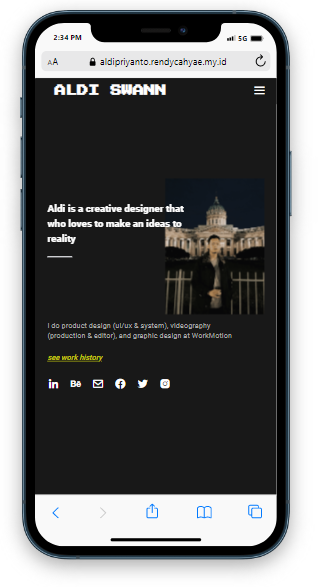 2:34 PM
5G
AA
aldipriyanto.rendycahyae.my.id
ALDI SWANN
Aldi is a creative designer that
who loves to make an ideas to
reality
I do product design (ui/ux & system), videography
(production & editor), and graphic design at WorkMotion
see work history
in Bē